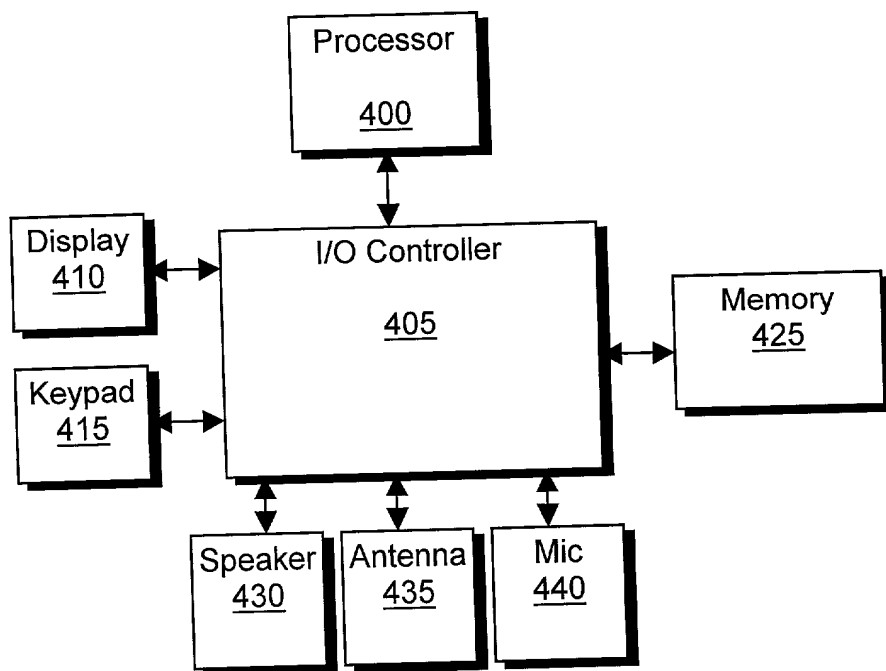 Processor
400
Display
410
I/O Controller
405
Memory
425
Keypad
415
Speaker
430
Antenna
435
Mic
440